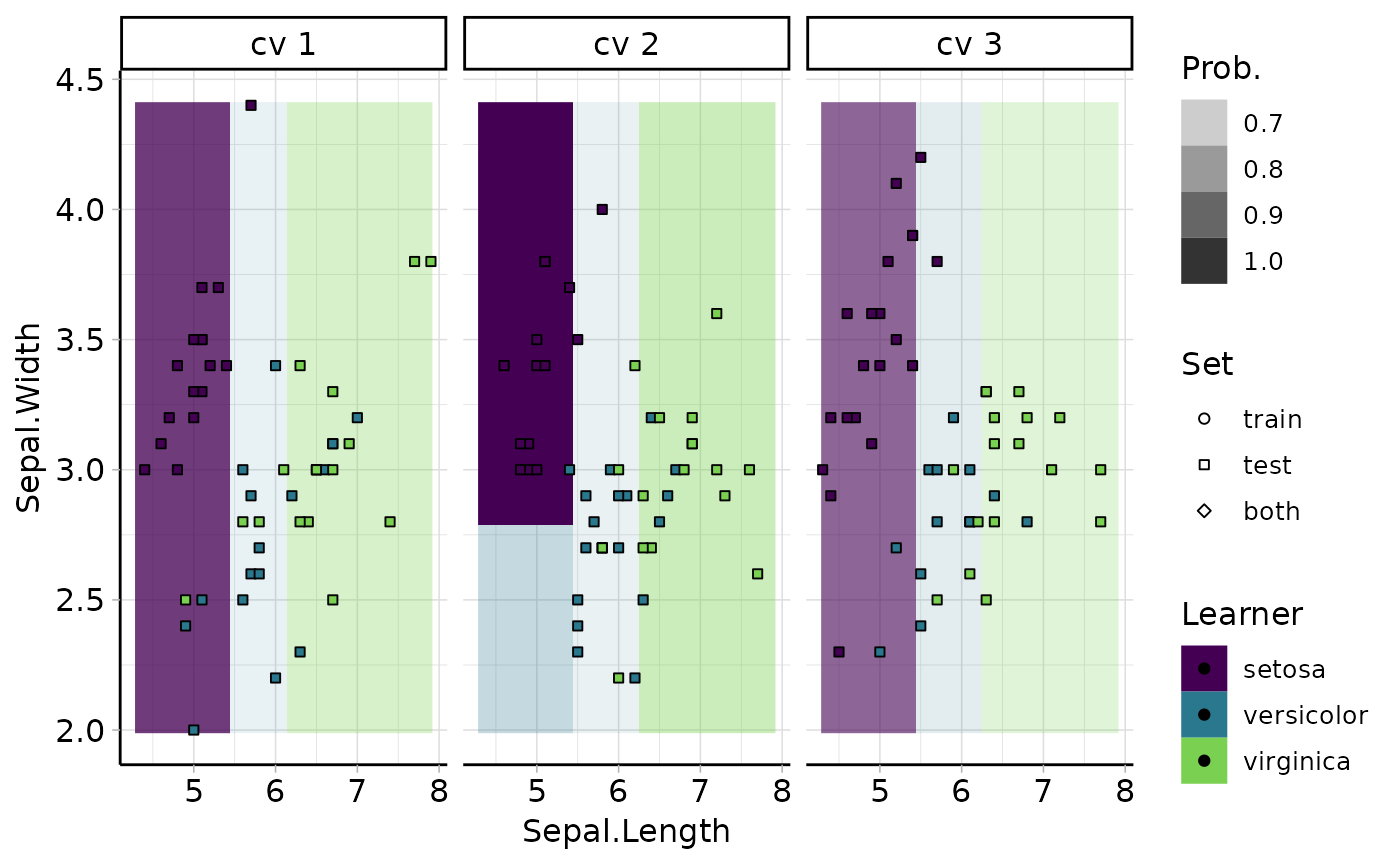 cv 1
cv 2
cv 3
4.5
4.0
3.5
3.0
2.5
2.0
Sepal.Width
5 6 7 8
5 6 7 8
5 6 7 8
Sepal.Length
Prob.
0.7
0.8
0.9
1.0
Set
train
test
both
Learner
setosa
versicolor
virginica